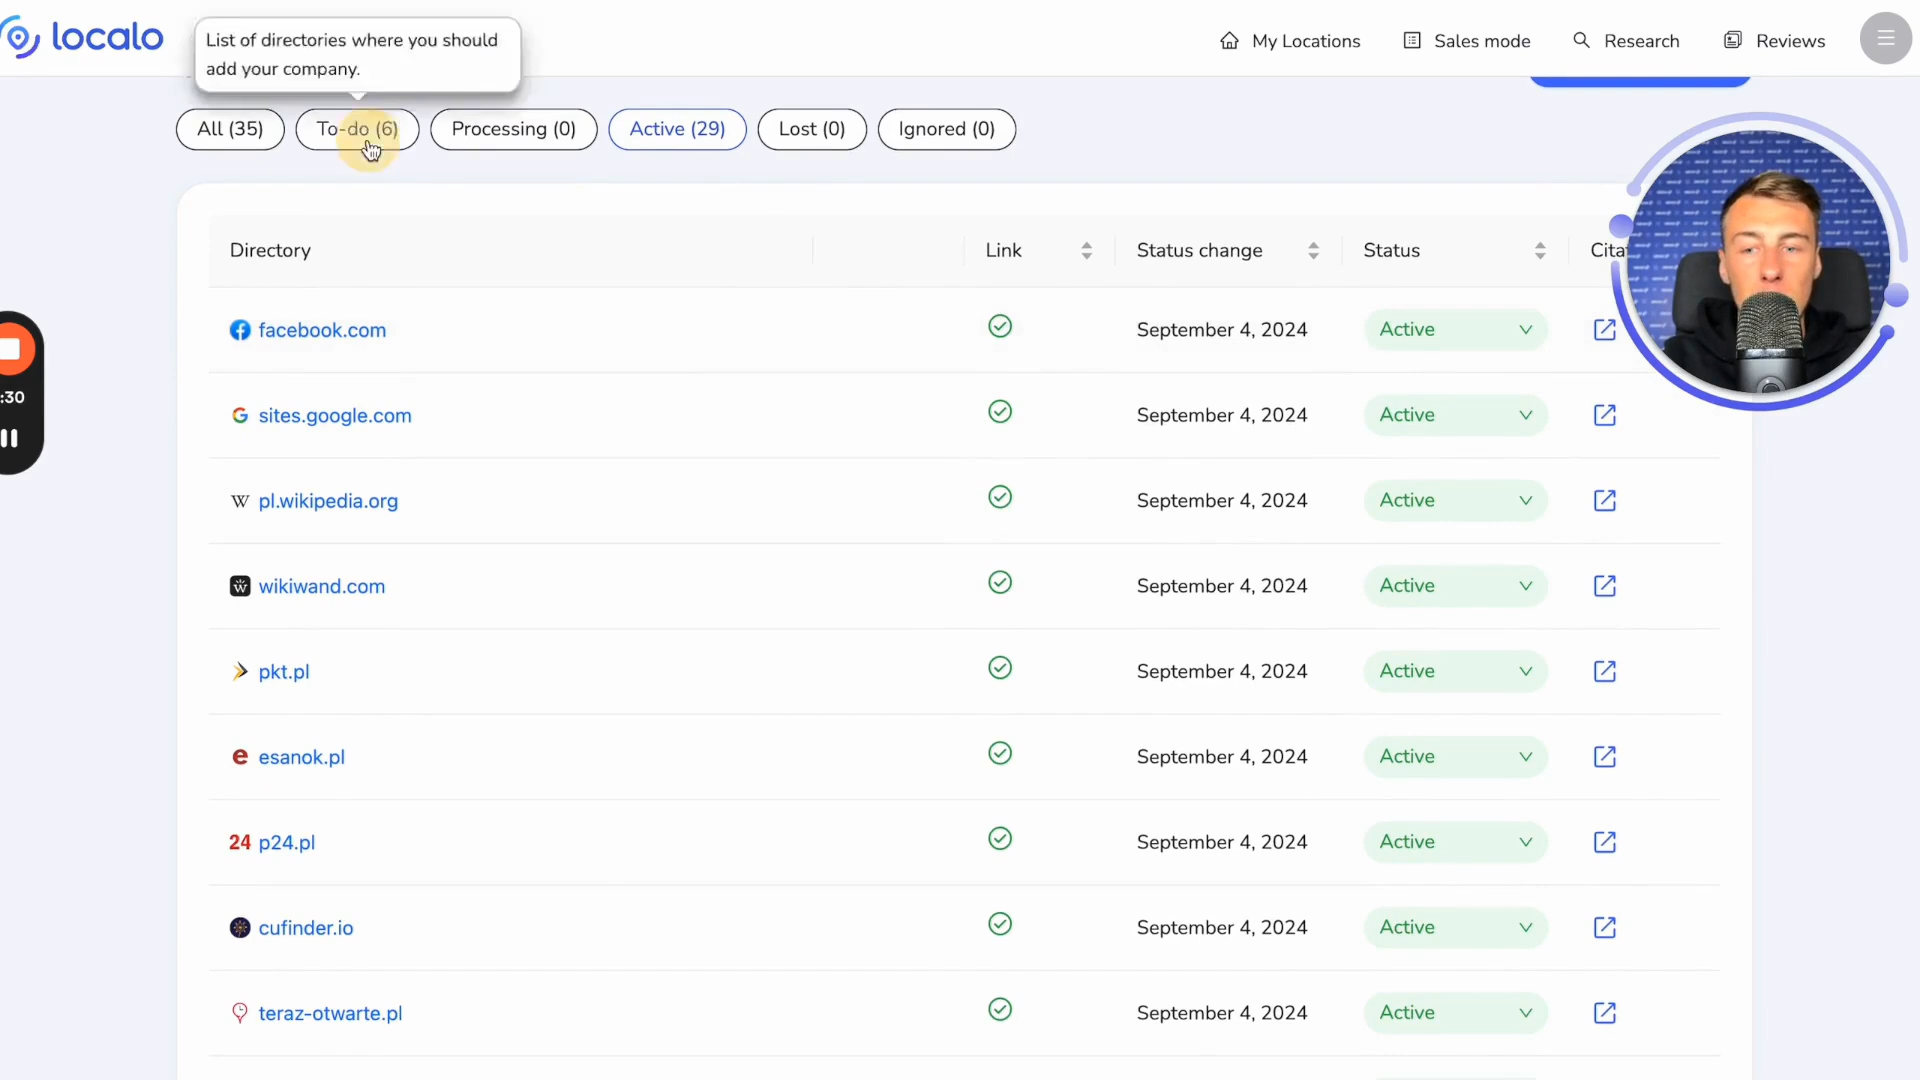 localo
List of directories where you should
add your company.
My Locations
Sales mode
Research
Reviews
All (35)
To-do (6)
Processing (0)
Active (29)
Lost (0)
Ignored (0)
Directory
Link
Status change
Status
Cita
facebook.com
September 4, 2024
Active
sites.google.com
September 4, 2024
Active
W pl.wikipedia.org
September 4, 2024
Active
wikiwand.com
September 4, 2024
Active
pkt.pl
September 4, 2024
Active
e esanok.pl
September 4, 2024
Active
24 p24.pl
September 4, 2024
Active
cufinder.io
September 4, 2024
Active
teraz-otwarte.pl
September 4, 2024
Active
:30